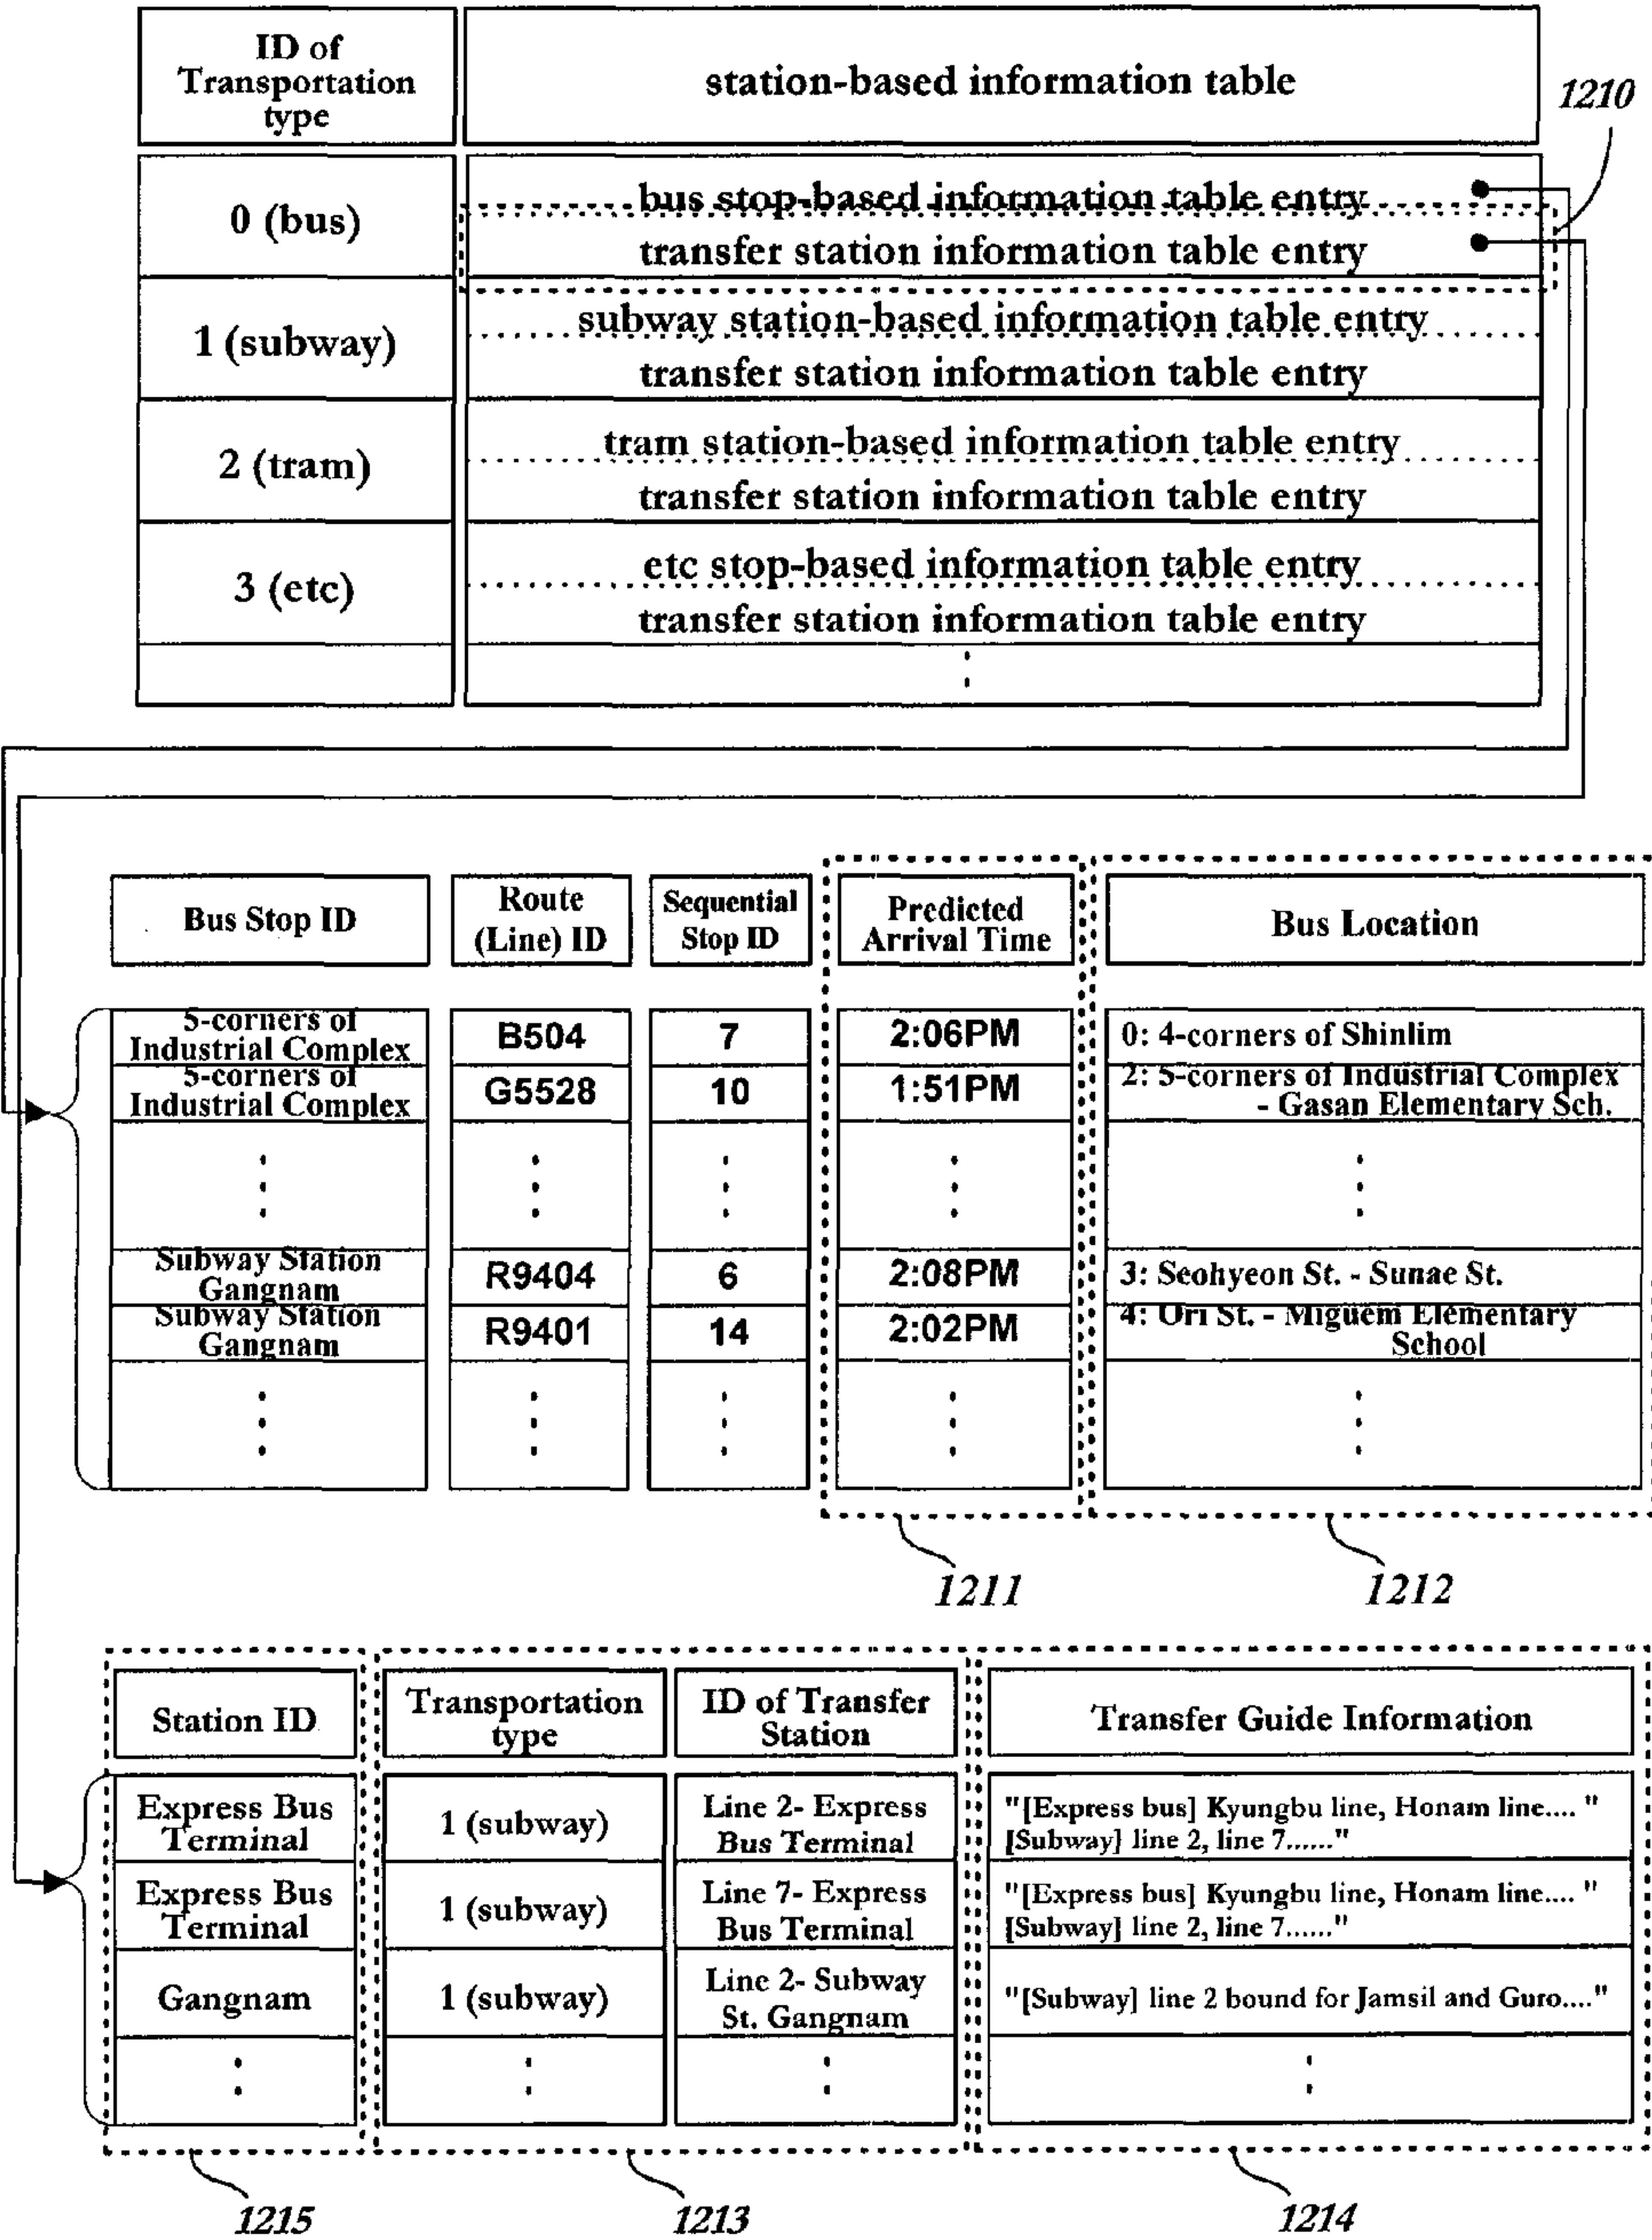 ID of
Transportation
type
station-based information table
1210
0 (bus)
bus stop-based information table entry
transfer station information table entry
1 (subway)
subway station-based information table entry
transfer station information table entry
2 (tram)
tram station-based information table entry
transfer station information table entry
3 (etc)
etc stop-based information table entry
transfer station information table entry
Bus Stop ID
Route
(Line) ID
Sequential
Stop ID
Predicted
Arrival Time
Bus Location
5-corners of
Industrial Complex
B504
7
2:06PM
0: 4-corners of Shinlim
5-corners of
Industrial Complex
G5528
10
1:51PM
2: 5-corners of Industrial Complex
- Gasan Elementary Sch.
Subway Station
Gangnam
R9404
6
2:08PM
3: Seohyeon St. - Sunae St.
Subway Station
Gangnam
R9401
14
2:02PM
4: Ori St. - Miguem Elementary
School
1211
1212
Station ID
Transportation
type
ID of Transfer
Station
Transfer Guide Information
Express Bus
Terminal
1 (subway)
Line 2- Express
Bus Terminal
"[Express bus] Kyungbu line, Honam line.... "
[Subway] line 2, line 7......"
Express Bus
Terminal
1 (subway)
Line 7- Express
Bus Terminal
"[Express bus] Kyungbu line, Honam line.... "
[Subway] line 2, line 7......"
Gangnam
1 (subway)
Line 2- Subway
St. Gangnam
"[Subway] line 2 bound for Jamsil and Guro...."
1215
1213
1214